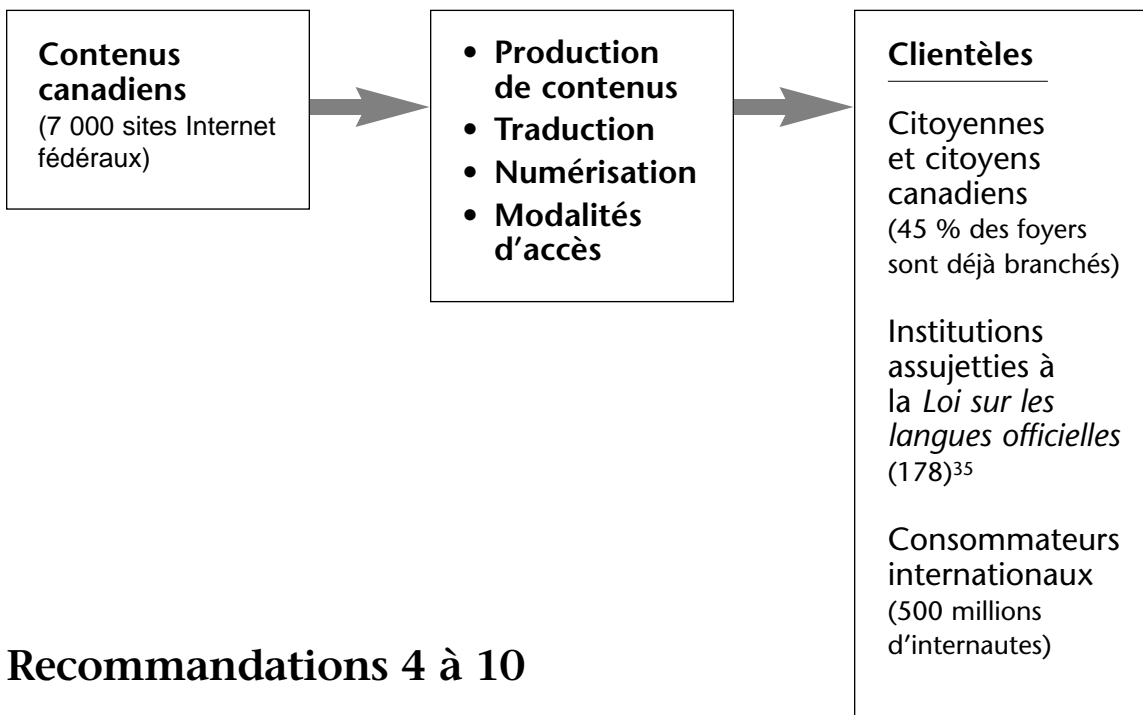 Contenus
canadiens
(7 000 sites Internet
fédéraux)
• Production
de contenus
• Traduction
• Numérisation
• Modalités
d’accès
Clientèles
Citoyennes
et citoyens
canadiens
(45 % des foyers
sont déjà branchés)
Institutions
assujetties à
la Loi sur les
langues officielles
(178)35
Consommateurs
internationaux
(500 millions
d’internautes)
Recommandations 4 à 10